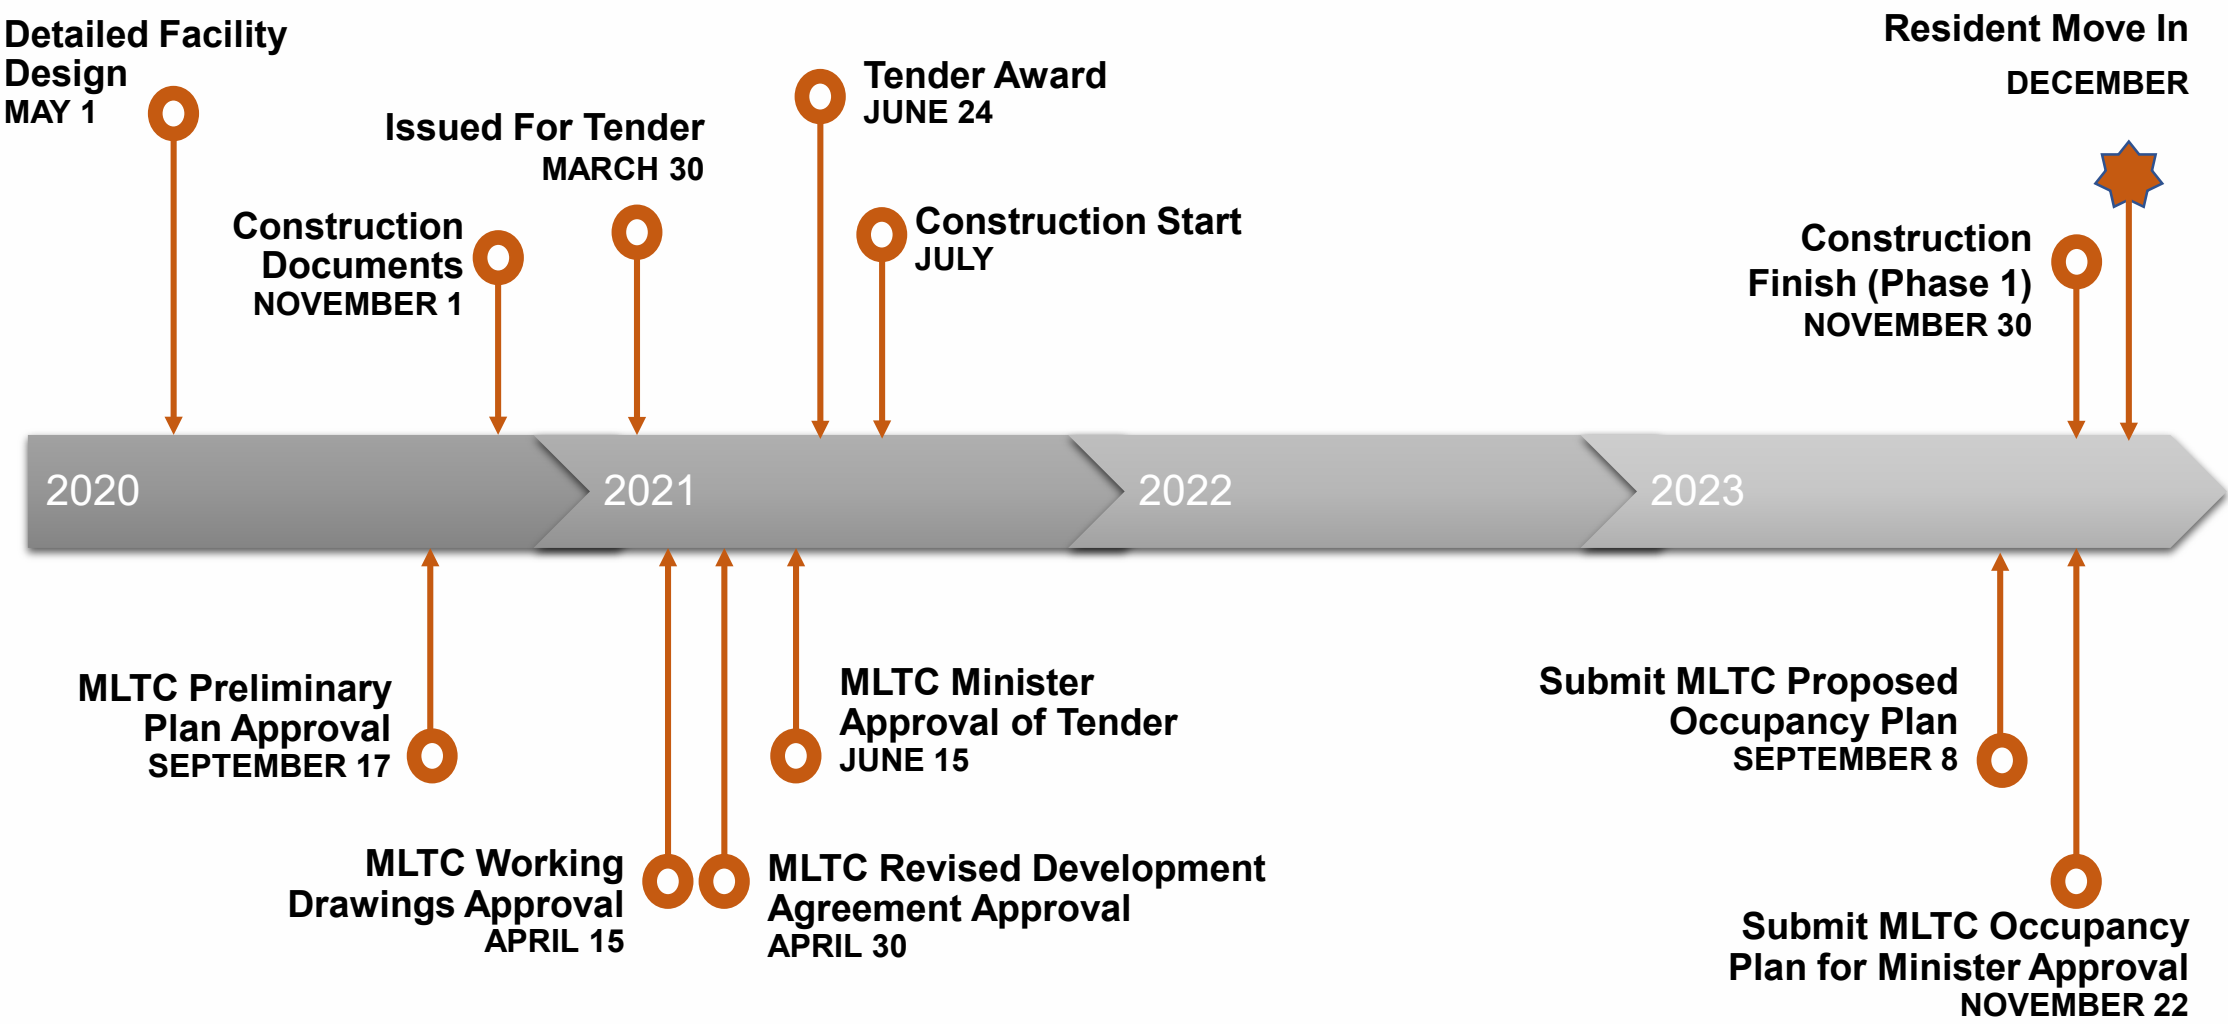 Detailed Facility
Design
MAY 1
Construction
Documents
NOVEMBER 1
Issued For Tender
MARCH 30
Tender Award
JUNE 24
Construction Start
JULY
Construction
Finish (Phase 1)
NOVEMBER 30
Resident Move In
DECEMBER
2020
2021
2022
2023
MLTC Preliminary
Plan Approval
SEPTEMBER 17
MLTC Working
Drawings Approval
APRIL 15
MLTC Revised Development
Agreement Approval
APRIL 30
MLTC Minister
Approval of Tender
JUNE 15
Submit MLTC Proposed
Occupancy Plan
SEPTEMBER 8
Submit MLTC Occupancy
Plan for Minister Approval
NOVEMBER 22